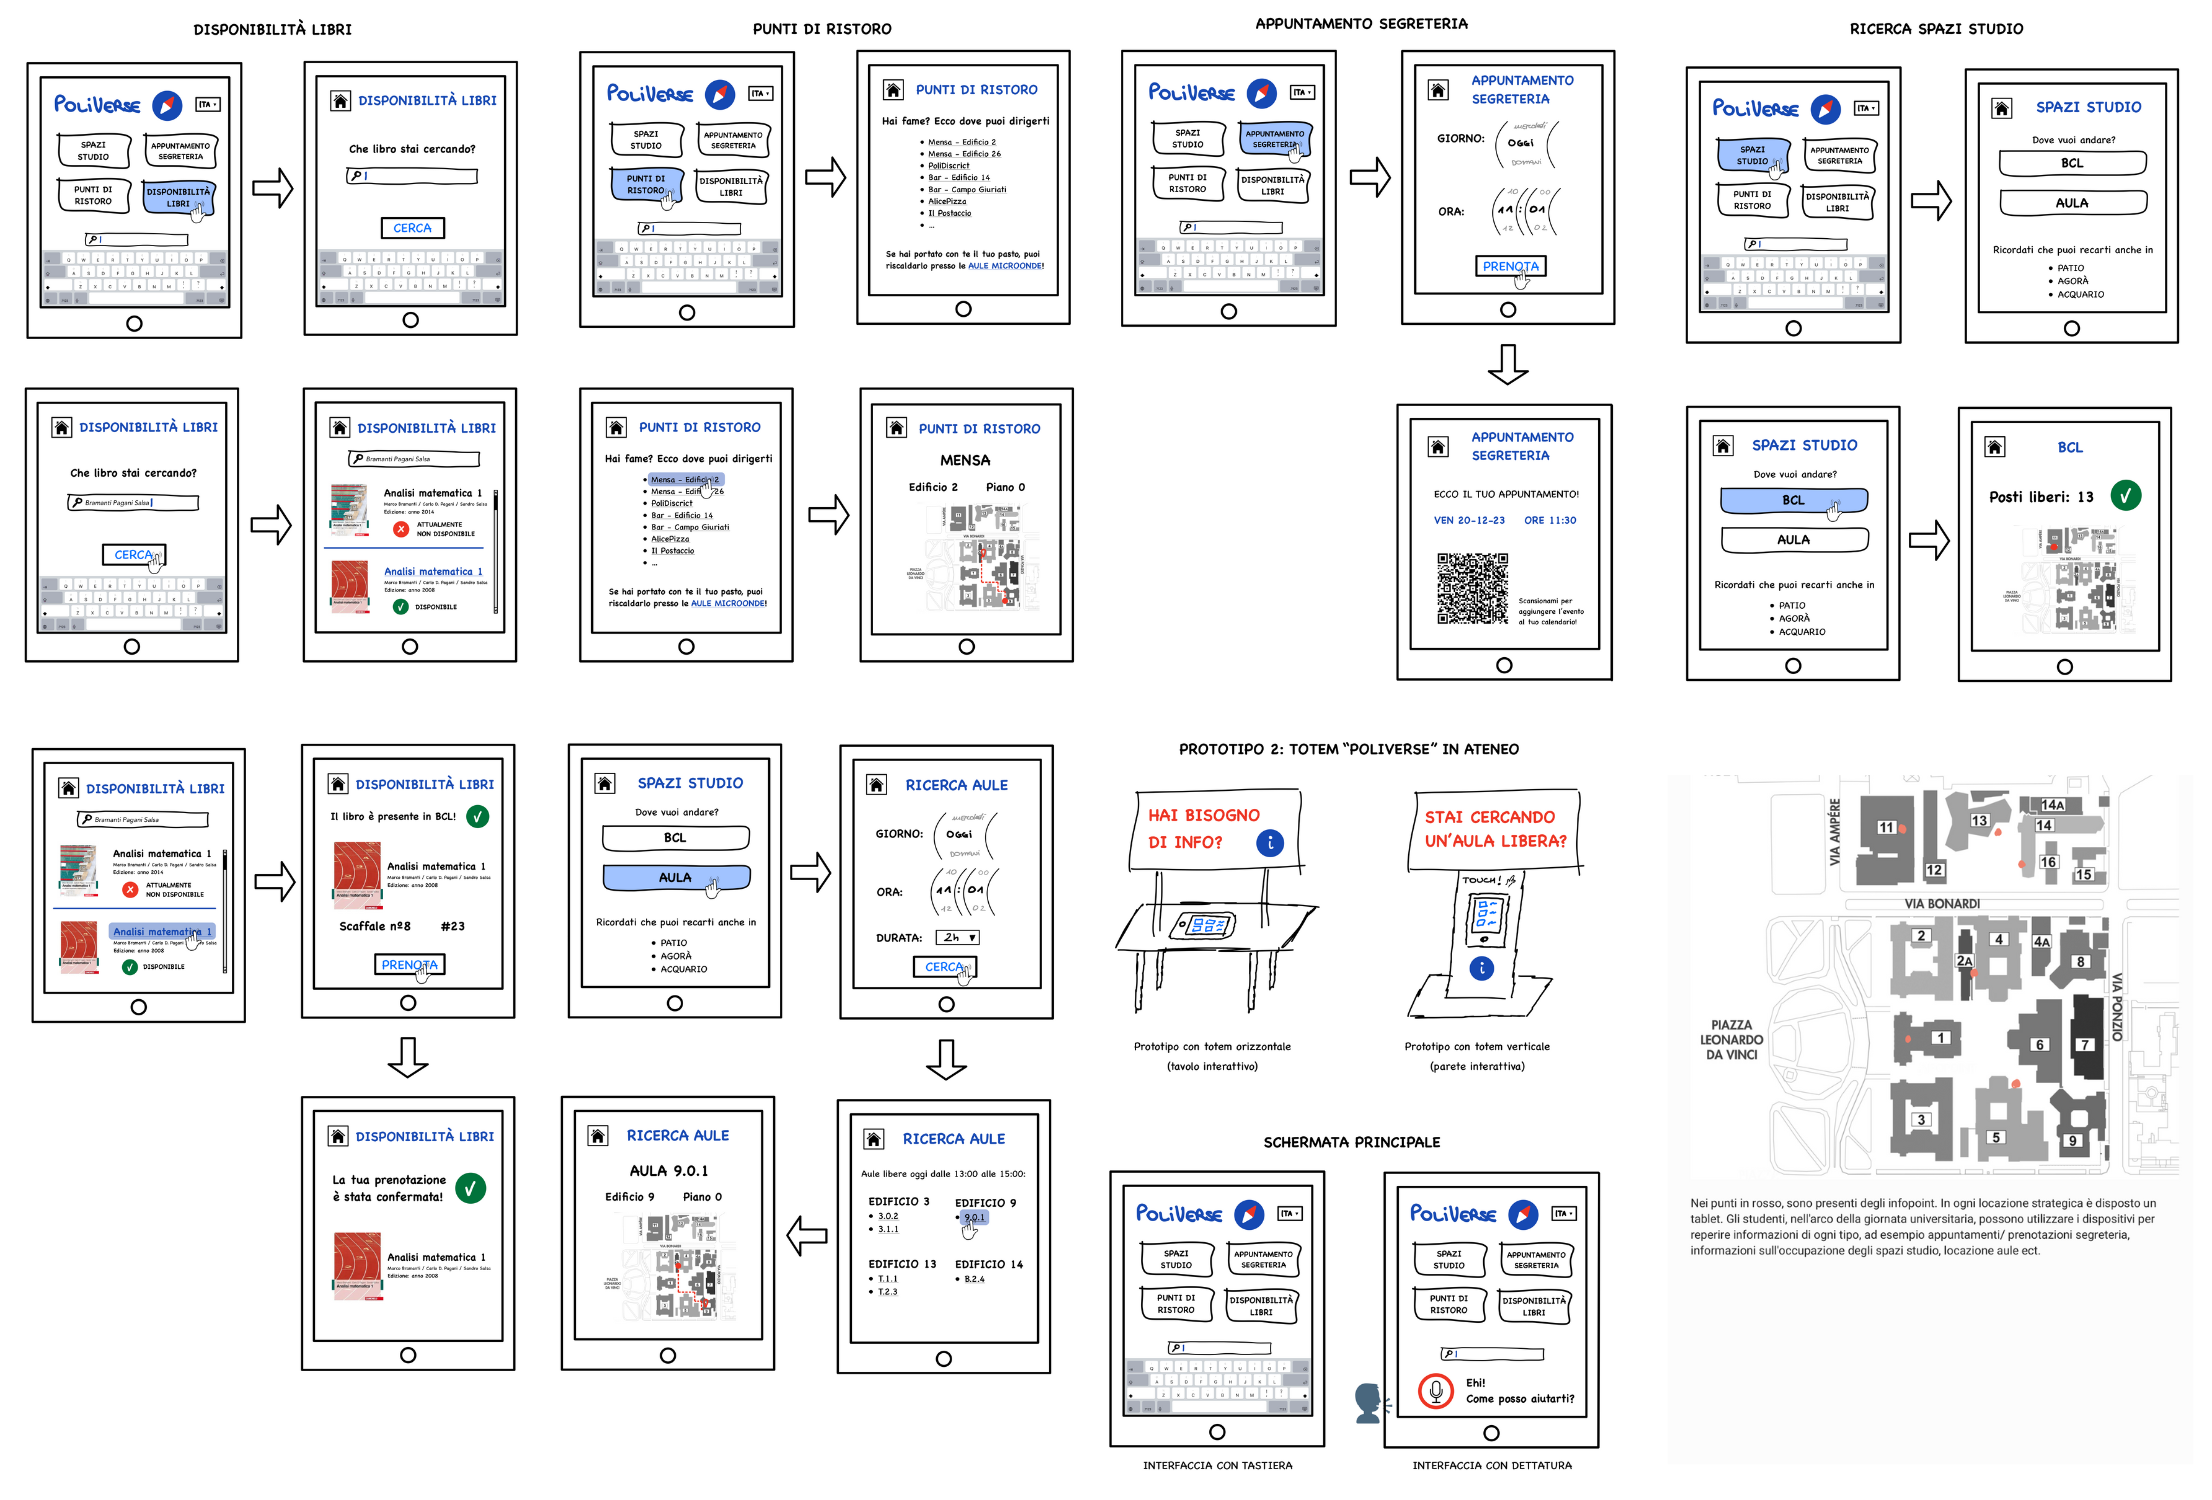 DISPONIBILITÀ LIBRI
PoliVerse
ITA
SPAZI
STUDIO
APPUNTAMENTO
SEGRETERIA
PUNTI DI
RISTORO
DISPONIBILITÀ
LIBRI
DISPONIBILITÀ LIBRI
Che libro stai cercando?
CERCA
PUNTI DI RISTORO
PoliVerse
ITA
SPAZI
STUDIO
APPUNTAMENTO
SEGRETERIA
PUNTI DI
RISTORO
DISPONIBILITÀ
LIBRI
PUNTI DI RISTORO
Hai fame? Ecco dove puoi dirigerti
• Mensa - Edificio 2
• Mensa - Edificio 26
• PoliDiscrict
• Bar - Edificio 14
• Bar - Campo Giuriati
• AlicePizza
• Il Postaccio
• ...
Se hai portato con te il tuo pasto, puoi
riscaldarlo presso le AULE MICROONDE!
APPUNTAMENTO SEGRETERIA
PoliVerse
ITA
SPAZI
STUDIO
APPUNTAMENTO
SEGRETERIA
PUNTI DI
RISTORO
DISPONIBILITÀ
LIBRI
APPUNTAMENTO
SEGRETERIA
GIORNO:
mercoledì
OGGI
DOMANI
ORA:
10 00
11 : 01
12 02
PRENOTA
RICERCA SPAZI STUDIO
PoliVerse
ITA
SPAZI
STUDIO
APPUNTAMENTO
SEGRETERIA
PUNTI DI
RISTORO
DISPONIBILITÀ
LIBRI
SPAZI STUDIO
Dove vuoi andare?
BCL
AULA
Ricordati che puoi recarti anche in
• PATIO
• AGORÀ
• ACQUARIO
DISPONIBILITÀ LIBRI
Che libro stai cercando?
Bramanti Pagani Salsa
CERCA
DISPONIBILITÀ LIBRI
Bramanti Pagani Salsa
Analisi matematica 1
Marco Bramanti / Carlo D. Pagani / Sandro Salsa
Edizione: anno 2014
ATTUALMENTE
NON DISPONIBILE
Analisi matematica 1
Marco Bramanti / Carlo D. Pagani / Sandro Salsa
Edizione: anno 2008
DISPONIBILE
PUNTI DI RISTORO
Hai fame? Ecco dove puoi dirigerti
• Mensa - Edificio 2
• Mensa - Edificio 26
• PoliDiscrict
• Bar - Edificio 14
• Bar - Campo Giuriati
• AlicePizza
• Il Postaccio
• ...
Se hai portato con te il tuo pasto, puoi
riscaldarlo presso le AULE MICROONDE!
PUNTI DI RISTORO
MENSA
Edificio 2 Piano 0
VIA BONARDI
PIAZZA
LEONARDO
DA VINCI
APPUNTAMENTO
SEGRETERIA
ECCO IL TUO APPUNTAMENTO!
VEN 20-12-23 ORE 11:30
Scansionami per
aggiungere l'evento
al tuo calendario!
SPAZI STUDIO
Dove vuoi andare?
BCL
AULA
Ricordati che puoi recarti anche in
• PATIO
• AGORÀ
• ACQUARIO
BCL
Posti liberi: 13
VIA BONARDI
PIAZZA
LEONARDO
DA VINCI
DISPONIBILITÀ LIBRI
Bramanti Pagani Salsa
Analisi matematica 1
Marco Bramanti / Carlo D. Pagani / Sandro Salsa
Edizione: anno 2014
ATTUALMENTE
NON DISPONIBILE
Analisi matematica 1
Marco Bramanti / Carlo D. Pagani Salsa
Edizione: anno 2008
DISPONIBILE
DISPONIBILITÀ LIBRI
Il libro è presente in BCL!
Analisi matematica 1
Marco Bramanti / Carlo D. Pagani / Sandro Salsa
Edizione: anno 2008
Scaffale nº8 #23
PRENOTA
SPAZI STUDIO
Dove vuoi andare?
BCL
AULA
Ricordati che puoi recarti anche in
• PATIO
• AGORÀ
• ACQUARIO
RICERCA AULE
GIORNO:
mercoledì
OGGI
DOMANI
ORA:
10 00
11 : 01
12 02
DURATA: 2h
CERCA
PROTOTIPO 2: TOTEM “POLIVERSE” IN ATENEO
HAI BISOGNO
DI INFO?
i
Prototipo con totem orizzontale
(tavolo interattivo)
STAI CERCANDO
UN'AULA LIBERA?
TOUCH!
i
Prototipo con totem verticale
(parete interattiva)
VIA AMPÈRE
11
12
13
14A
14
16
15
VIA BONARDI
2
2A
4
4A
8
PIAZZA
LEONARDO
DA VINCI
1
6
7
VIA PONZIO
3
5
9
Nei punti in rosso, sono presenti degli infopoint. In ogni locazione strategica è disposto un
tablet. Gli studenti, nell'arco della giornata universitaria, possono utilizzare i dispositivi per
reperire informazioni di ogni tipo, ad esempio appuntamenti/ prenotazioni segreteria,
informazioni sull'occupazione degli spazi studio, locazione aule ect.
DISPONIBILITÀ LIBRI
La tua prenotazione
è stata confermata!
Analisi matematica 1
Marco Bramanti / Carlo D. Pagani / Sandro Salsa
Edizione: anno 2008
RICERCA AULE
AULA 9.0.1
Edificio 9 Piano 0
VIA BONARDI
PIAZZA
LEONARDO
DA VINCI
RICERCA AULE
Aule libere oggi dalle 13:00 alle 15:00:
EDIFICIO 3
• 3.0.2
• 3.1.1
EDIFICIO 9
• 9.0.1
EDIFICIO 13
• T.1.1
• T.2.3
EDIFICIO 14
• B.2.4
SCHERMATA PRINCIPALE
PoliVerse
ITA
SPAZI
STUDIO
APPUNTAMENTO
SEGRETERIA
PUNTI DI
RISTORO
DISPONIBILITÀ
LIBRI
INTERFACCIA CON TASTIERA
PoliVerse
ITA
SPAZI
STUDIO
APPUNTAMENTO
SEGRETERIA
PUNTI DI
RISTORO
DISPONIBILITÀ
LIBRI
Ehi!
Come posso aiutarti?
INTERFACCIA CON DETTATURA